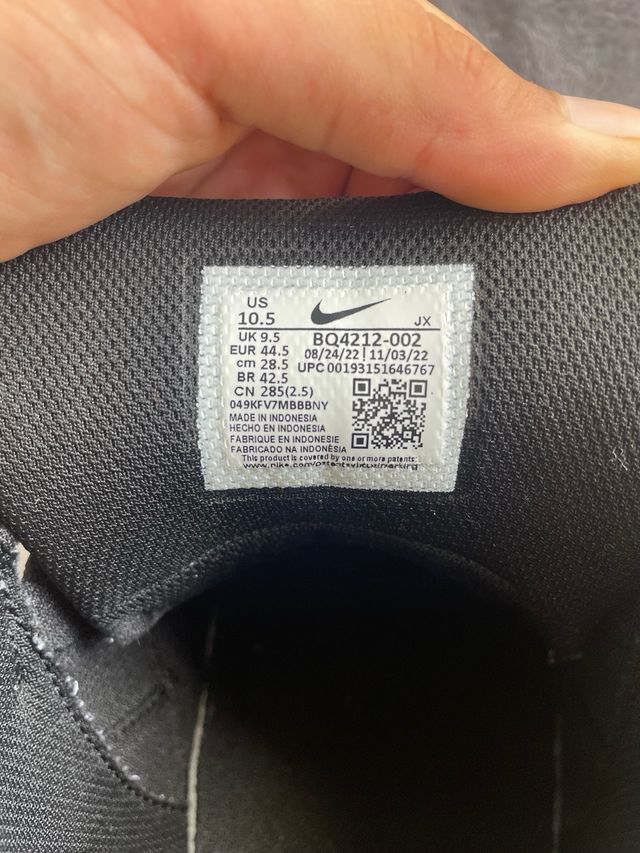 US
10.5
JX
UK 9.5
BQ4212-002
EUR 44.5
08/24/22 | 11/03/22
cm 28.5
UPC 00193151646767
BR 42.5
CN 285(2.5)
049KFV7MBBBNY
MADE IN INDONESIA
HECHO EN INDONESIA
FABRIQUE EN INDONESIE
FABRICADO NA INDONÈSIA
This product is covered by one or more patents: